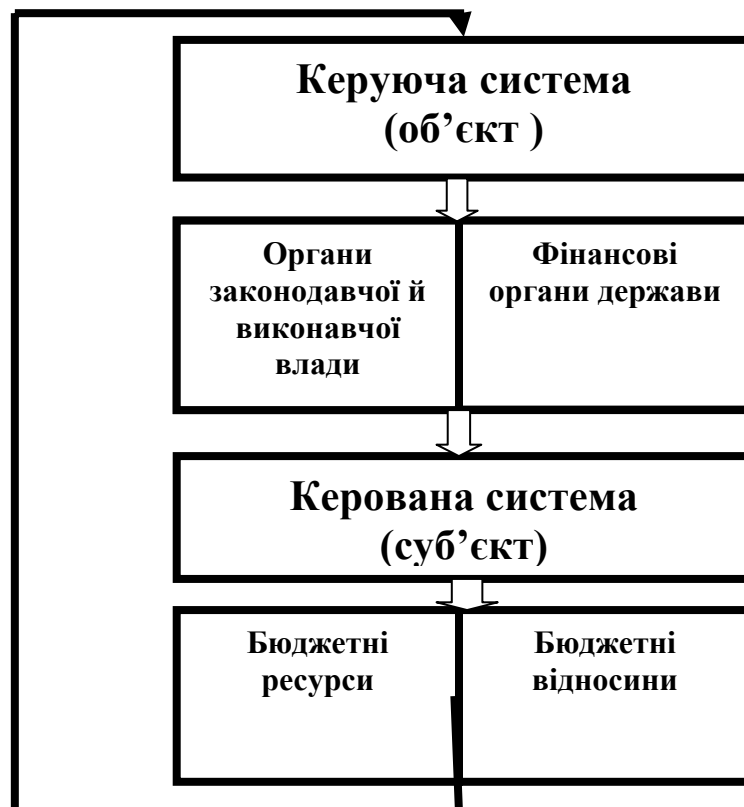 Керуюча система
(об’єкт )
Органи
законодавчої й
виконавчої
влади
Фінансові
органи держави
Керована система
(суб’єкт)
Бюджетні
ресурси
Бюджетні
відносини